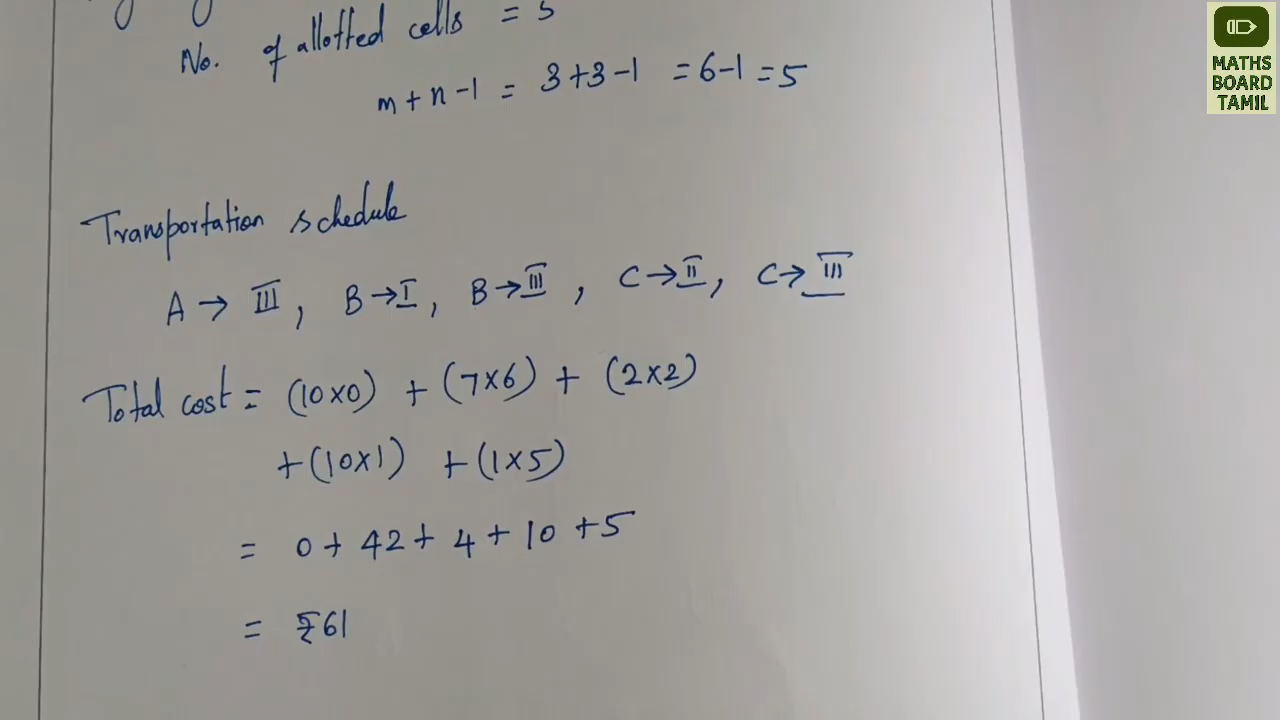 No. of allotted cells = 5
m + n - 1 = 3+3-1 = 6-1 = 5
Transportation schedule
A → III, B → I, B → III, C → II, C → III
Total cost = (10×0) + (7×6) + (2×2)
+ (10×1) + (1×5)
= 0 + 42 + 4 + 10 + 5
= ₹61
MATHS
BOARD
TAMIL